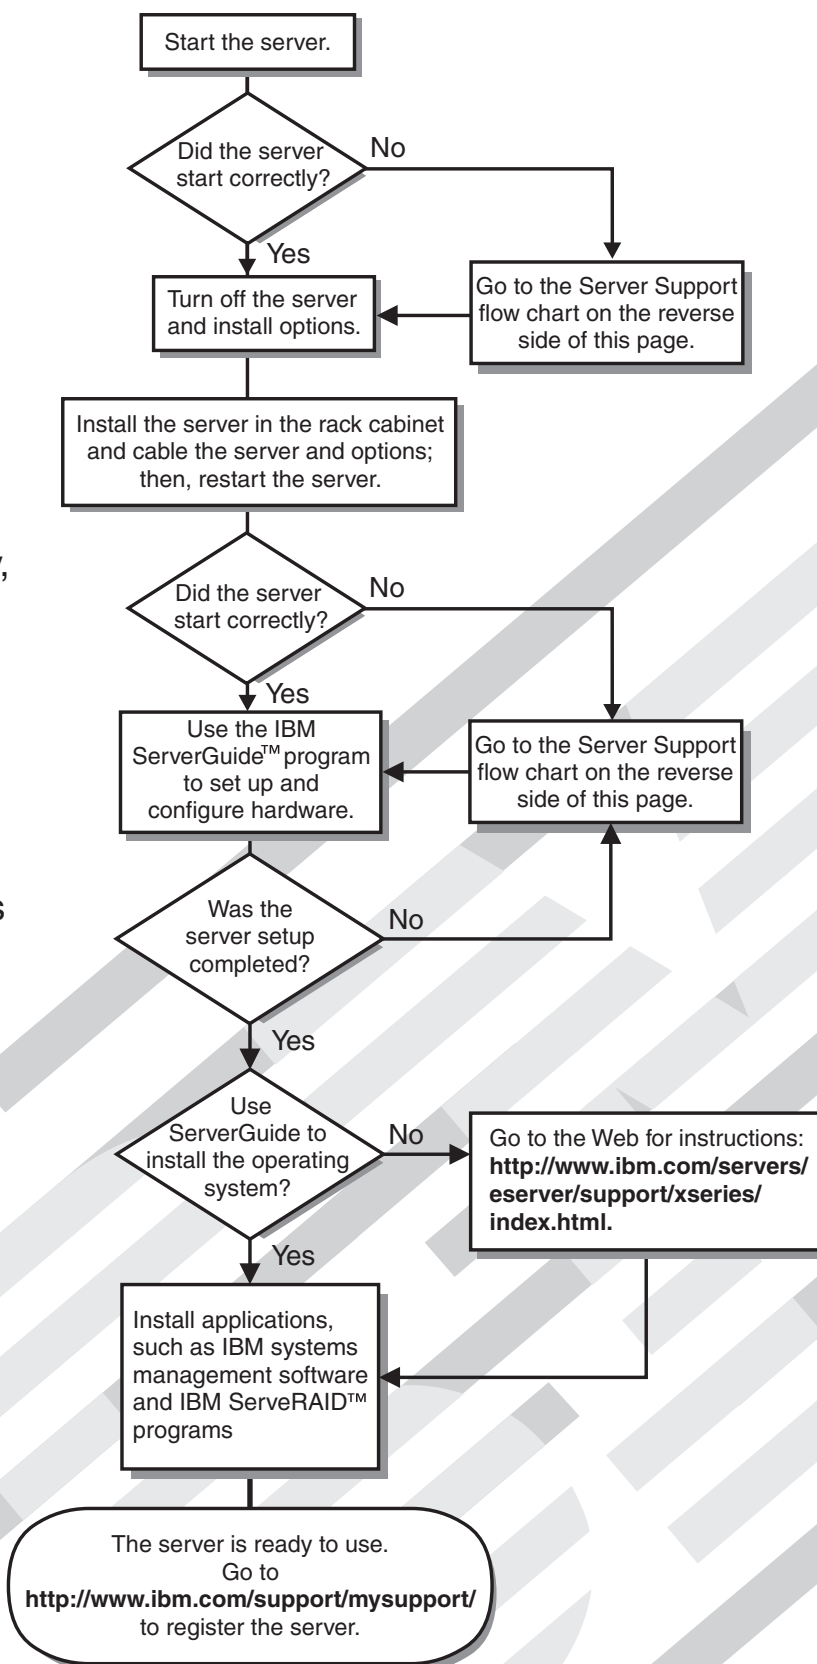 Start the server.
Did the server
start correctly?
No
Yes
Turn off the server
and install options.
Go to the Server Support
flow chart on the reverse
side of this page.
Install the server in the rack cabinet
and cable the server and options;
then, restart the server.
Did the server
start correctly?
No
Yes
Use the IBM
ServerGuide™ program
to set up and
configure hardware.
Go to the Server Support
flow chart on the reverse
side of this page.
Was the
server setup
completed?
No
Yes
Use
ServerGuide to
install the operating
system?
No
Go to the Web for instructions:
http://www.ibm.com/servers/
eserver/support/xseries/
index.html.
Yes
Install applications,
such as IBM systems
management software
and IBM ServeRAID™
programs
The server is ready to use.
Go to
http://www.ibm.com/support/mysupport/
to register the server.